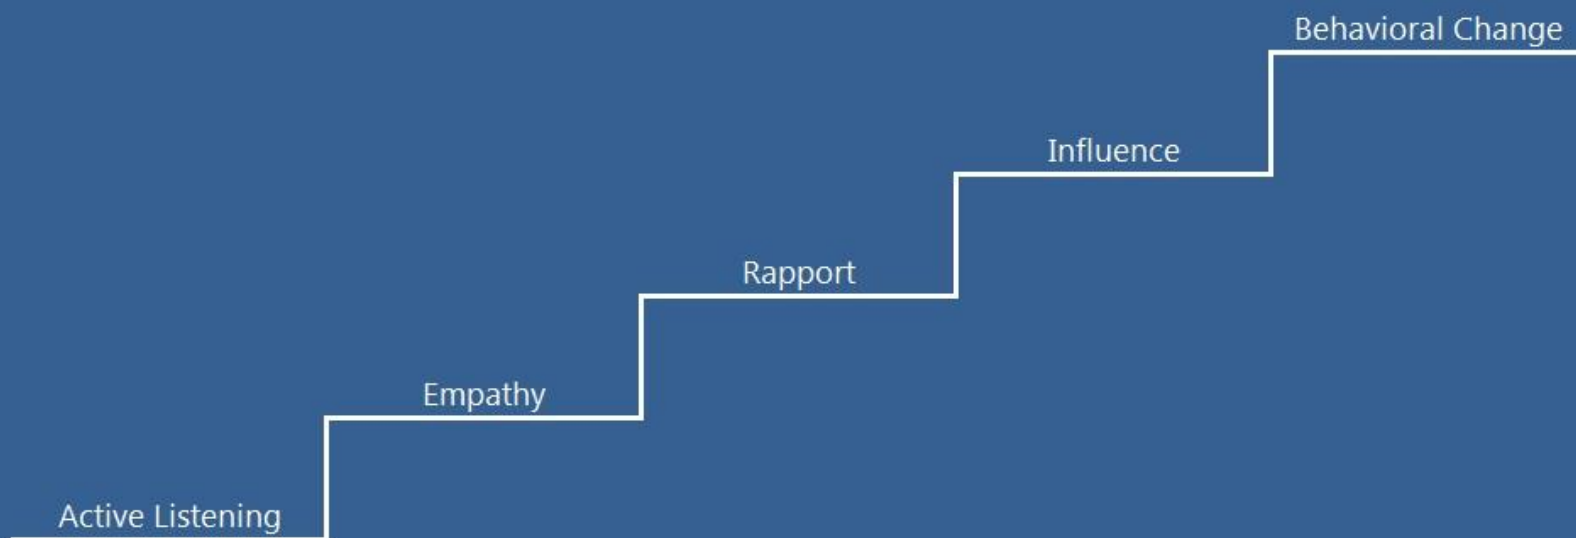 Behavioral Change
Influence
Rapport
Empathy
Active Listening